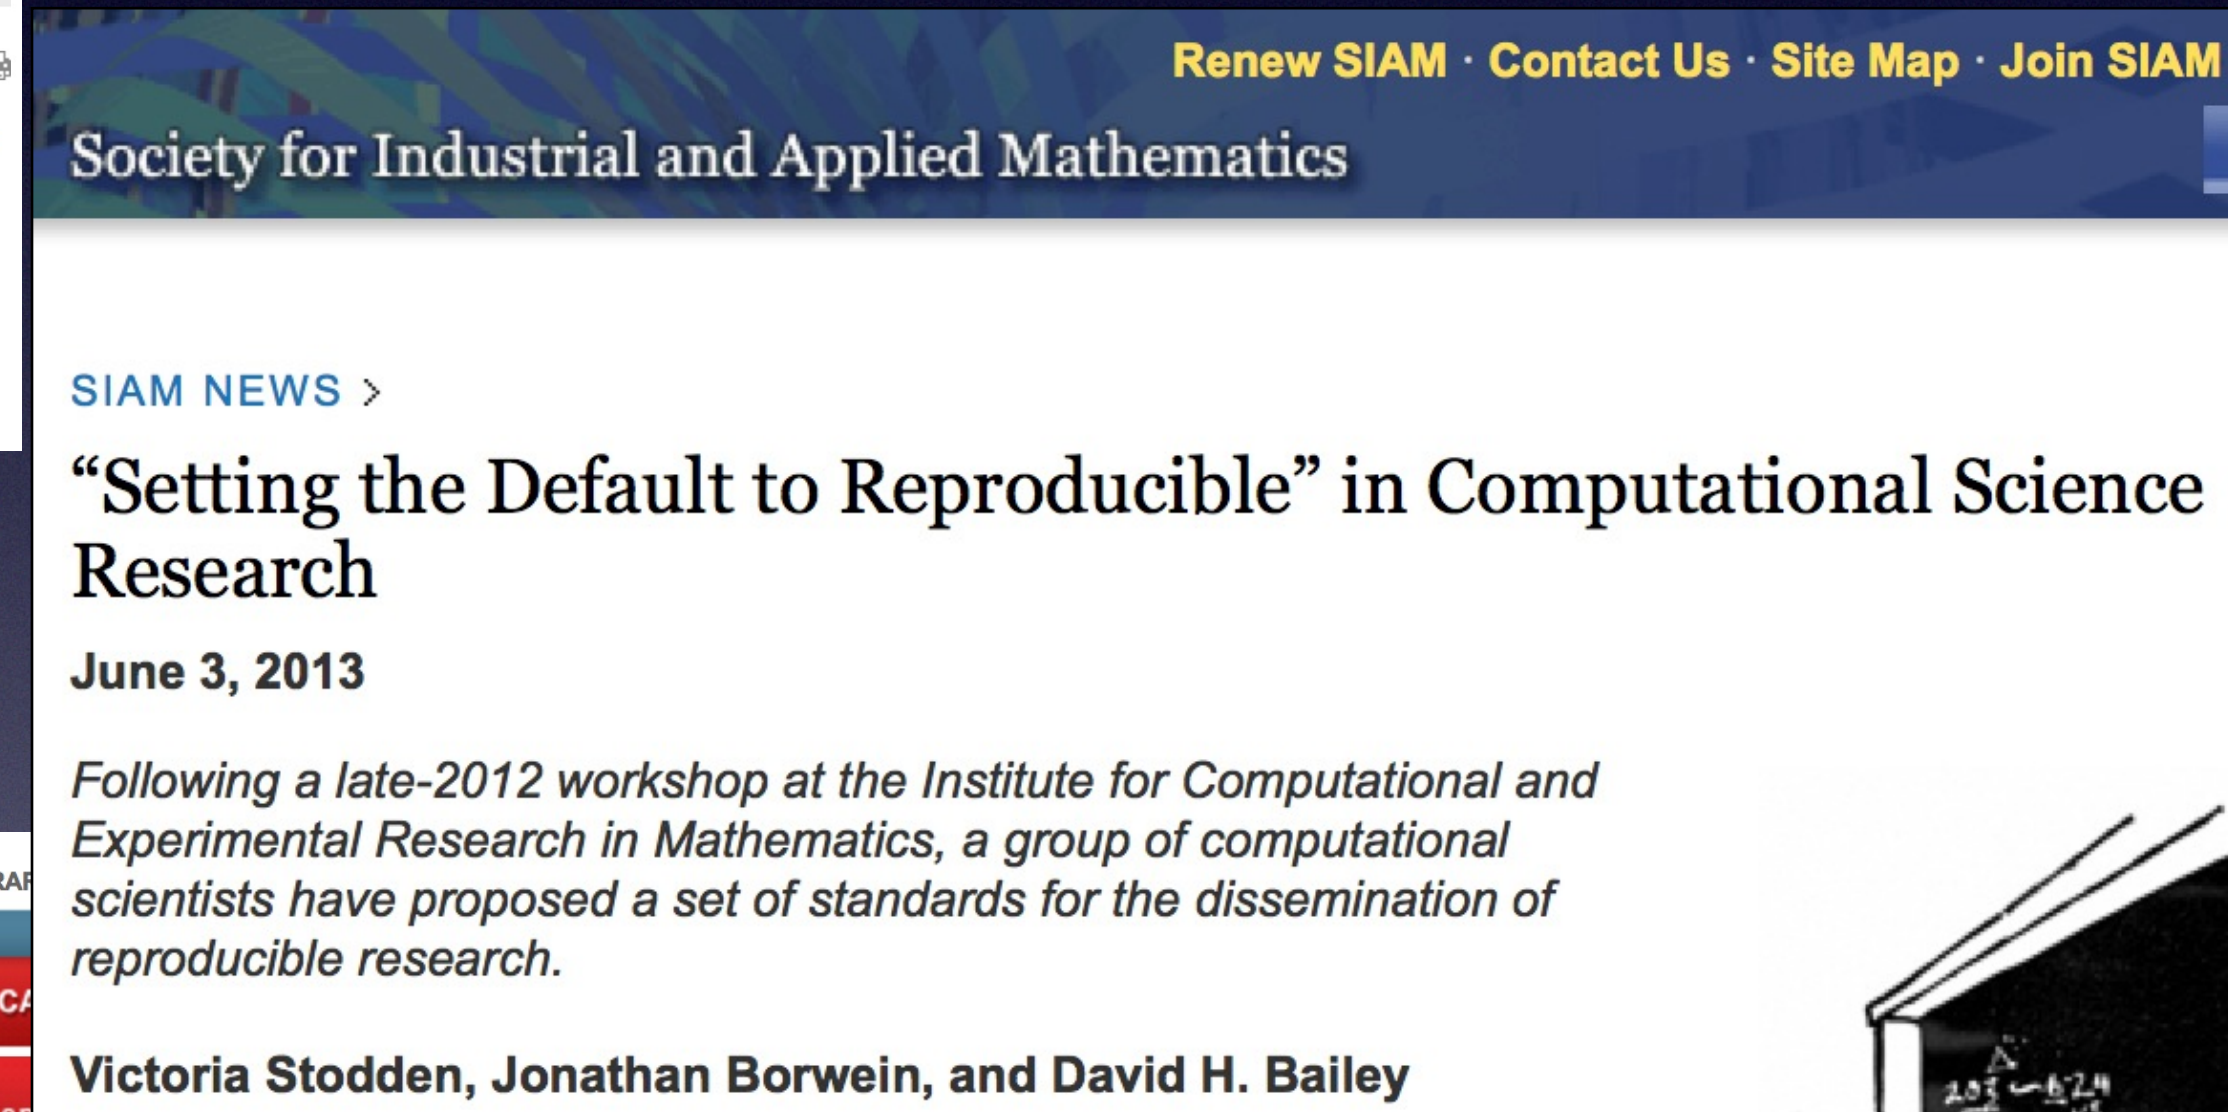 Renew SIAM · Contact Us · Site Map · Join SIAM
Society for Industrial and Applied Mathematics
SIAM NEWS >
“Setting the Default to Reproducible” in Computational Science
Research
June 3, 2013
Following a late-2012 workshop at the Institute for Computational and
Experimental Research in Mathematics, a group of computational
scientists have proposed a set of standards for the dissemination of
reproducible research.
Victoria Stodden, Jonathan Borwein, and David H. Bailey